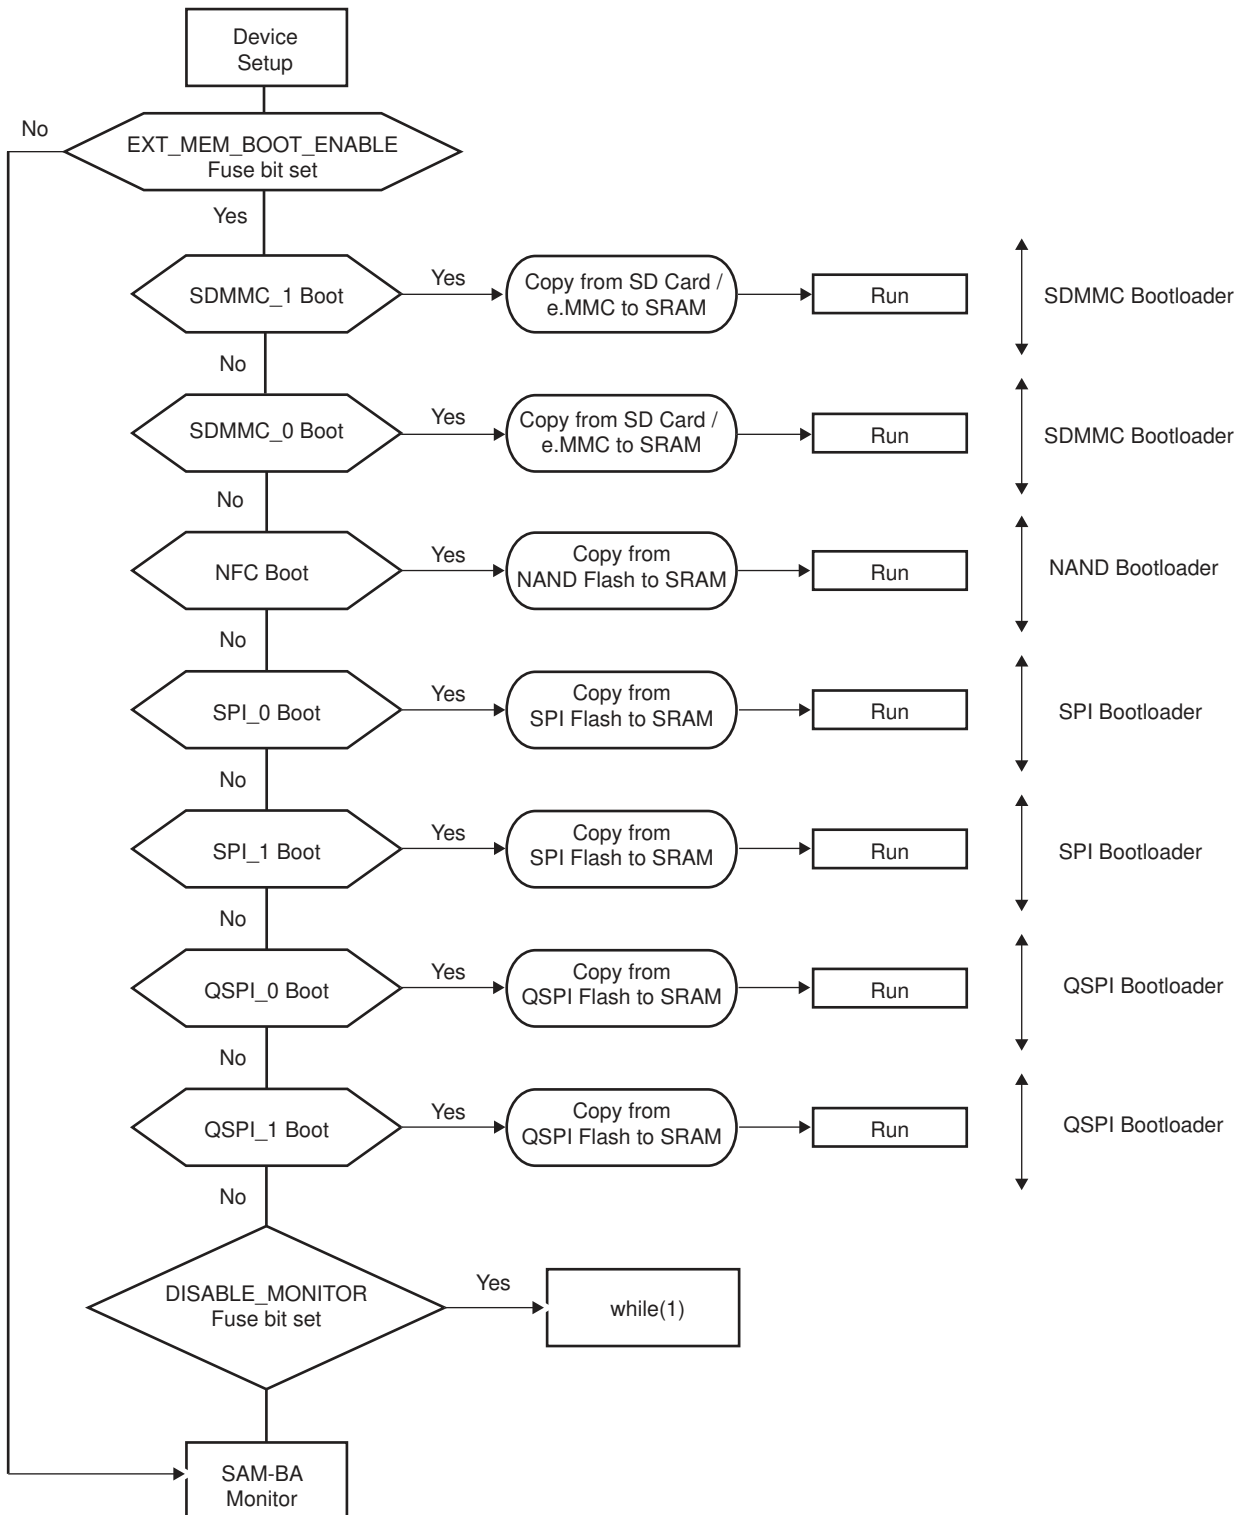 Device
Setup
No
EXT_MEM_BOOT_ENABLE
Fuse bit set
Yes
SDMMC_1 Boot
Yes
Copy from SD Card /
e.MMC to SRAM
Run
SDMMC Bootloader
No
SDMMC_0 Boot
Yes
Copy from SD Card /
e.MMC to SRAM
Run
SDMMC Bootloader
No
NFC Boot
Yes
Copy from
NAND Flash to SRAM
Run
NAND Bootloader
No
SPI_0 Boot
Yes
Copy from
SPI Flash to SRAM
Run
SPI Bootloader
No
SPI_1 Boot
Yes
Copy from
SPI Flash to SRAM
Run
SPI Bootloader
No
QSPI_0 Boot
Yes
Copy from
QSPI Flash to SRAM
Run
QSPI Bootloader
No
QSPI_1 Boot
Yes
Copy from
QSPI Flash to SRAM
Run
QSPI Bootloader
No
DISABLE_MONITOR
Fuse bit set
Yes
while(1)
SAM-BA
Monitor